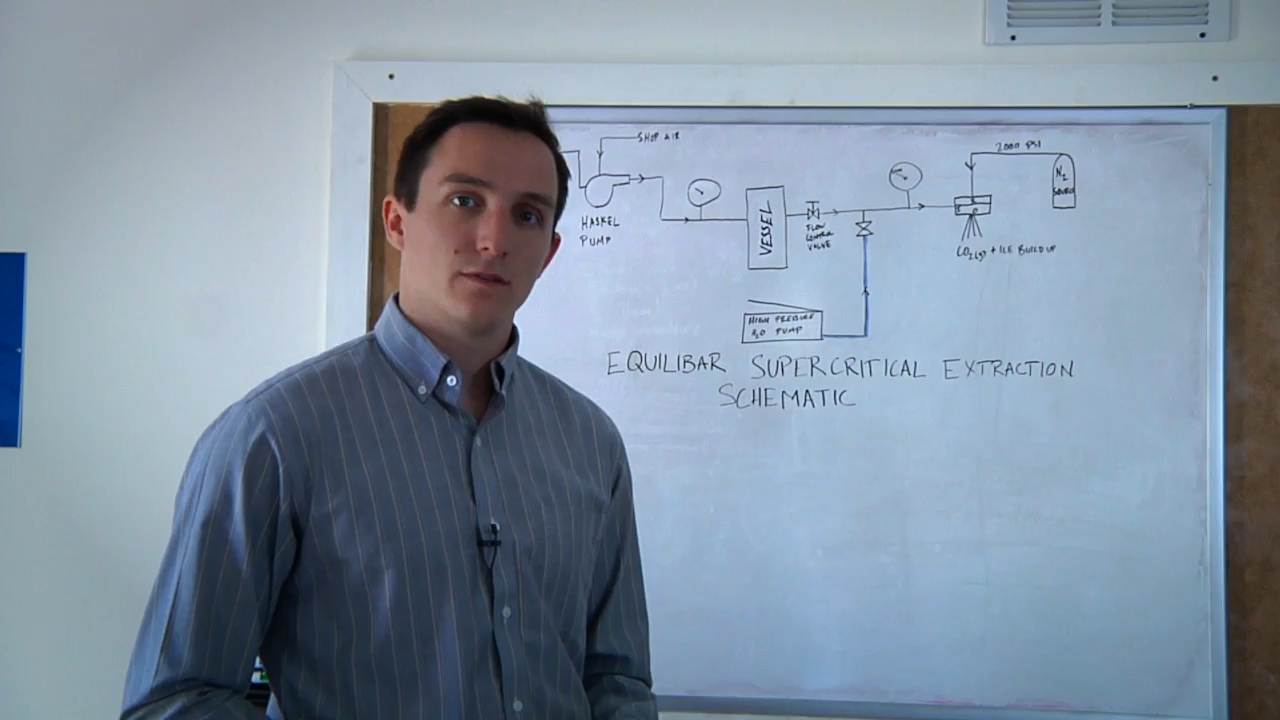 SHOP AIR
2000 PSI
N2
SOURCE
HASKEL
PUMP
VESSEL
FLOW
CONTROL
VALVE
CO2(g) + ICE BUILD UP
HIGH PRESSURE
H2O PUMP
EQUILIBAR SUPERCRITICAL EXTRACTION
SCHEMATIC